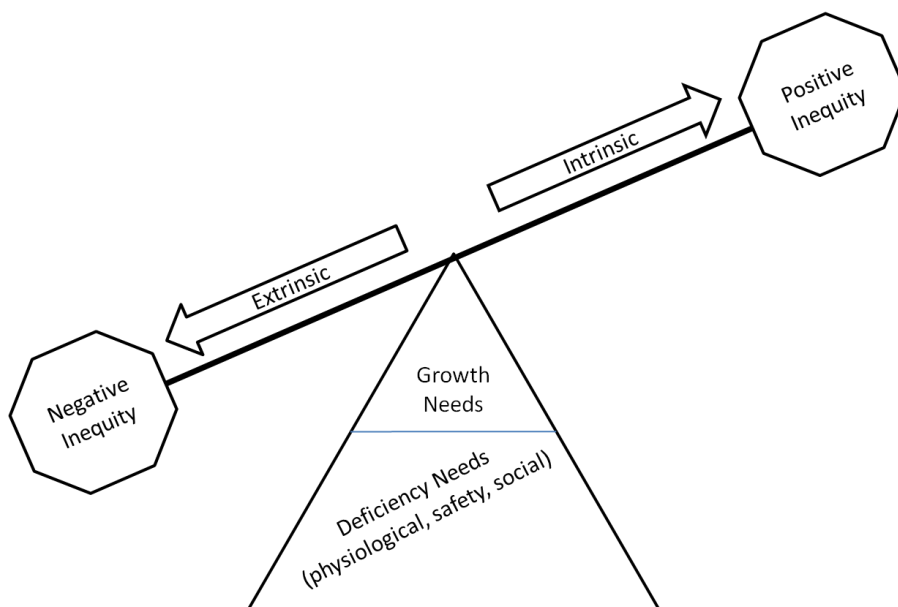 Positive
Inequity
Intrinsic
Extrinsic
Negative
Inequity
Growth
Needs
Deficiency Needs
(physiological, safety, social)